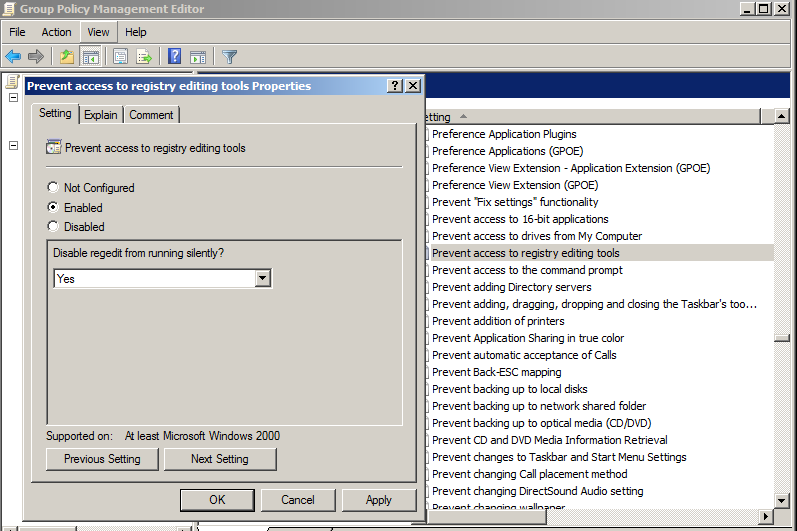 Group Policy Management Editor
File Action View Help
Prevent access to registry editing tools Properties
Setting Explain Comment
Prevent access to registry editing tools
Not Configured
Enabled
Disabled
Disable regedit from running silently?
Yes
Supported on: At least Microsoft Windows 2000
Previous Setting Next Setting
OK Cancel Apply
etting
Preference Application Plugins
Preference Applications (GPOE)
Preference View Extension - Application Extension (GPOE)
Preference View Extension (GPOE)
Prevent "Fix settings" functionality
Prevent access to 16-bit applications
Prevent access to drives from My Computer
Prevent access to registry editing tools
Prevent access to the command prompt
Prevent adding Directory servers
Prevent adding, dragging, dropping and closing the Taskbar's too...
Prevent addition of printers
Prevent Application Sharing in true color
Prevent automatic acceptance of Calls
Prevent Back-ESC mapping
Prevent backing up to local disks
Prevent backing up to network shared folder
Prevent backing up to optical media (CD/DVD)
Prevent CD and DVD Media Information Retrieval
Prevent changes to Taskbar and Start Menu Settings
Prevent changing Call placement method
Prevent changing DirectSound Audio setting
Prevent changing wallpaper